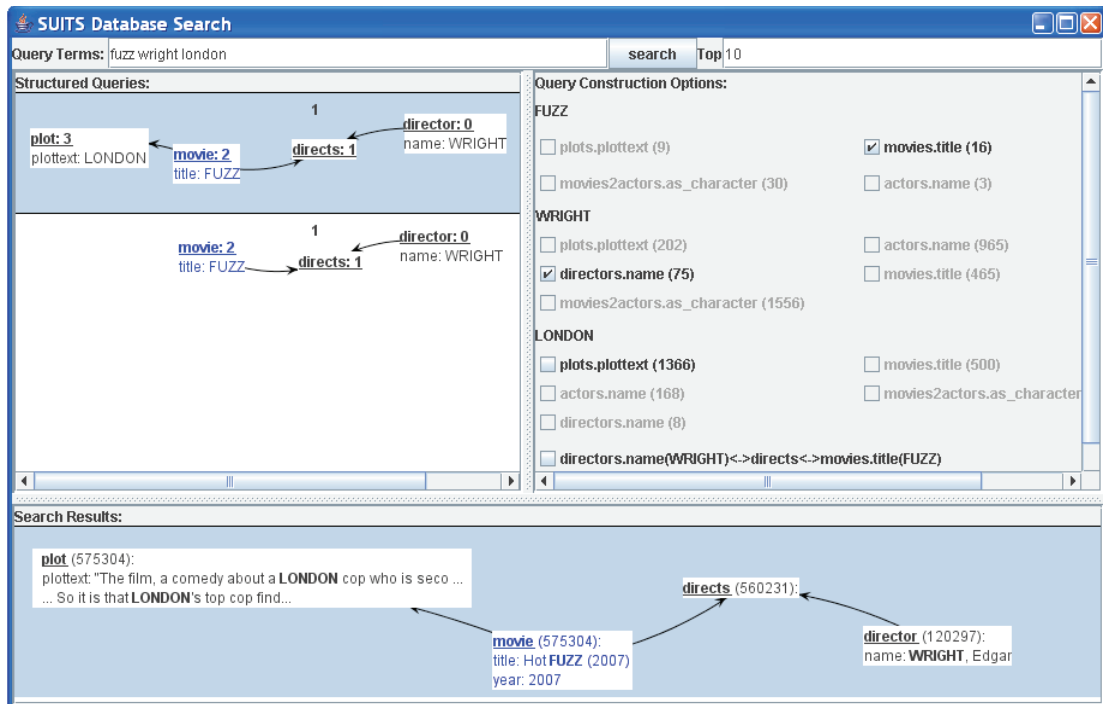 SUITS Database Search
Query Terms: fuzz wright london search Top 10
Structured Queries:
1
plot: 3
plottext: LONDON
movie: 2
title: FUZZ
directs: 1
director: 0
name: WRIGHT
1
movie: 2
title: FUZZ
directs: 1
director: 0
name: WRIGHT
Query Construction Options:
FUZZ
plots.plottext (9) movies.title (16)
movies2actors.as_character (30) actors.name (3)
WRIGHT
plots.plottext (202) actors.name (965)
directors.name (75) movies.title (465)
movies2actors.as_character (1556)
LONDON
plots.plottext (1366) movies.title (500)
actors.name (168) movies2actors.as_character
directors.name (8)
directors.name(WRIGHT)<->directs<->movies.title(FUZZ)
Search Results:
plot (575304):
plottext: "The film, a comedy about a LONDON cop who is seco ...
... So it is that LONDON's top cop find...
directs (560231):
movie (575304):
title: Hot FUZZ (2007)
year: 2007
director (120297):
name: WRIGHT, Edgar